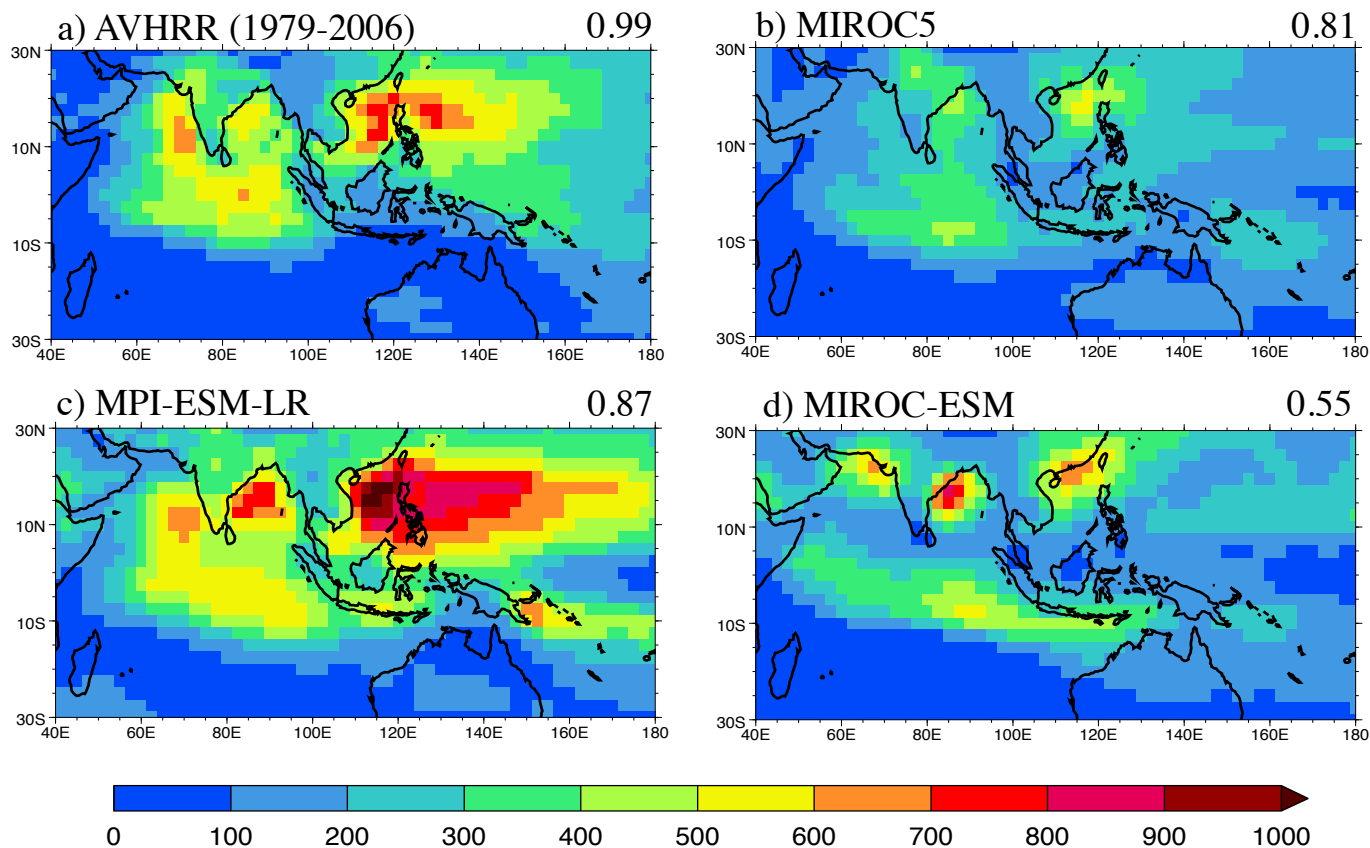 a) AVHRR (1979-2006) 0.99
b) MIROC5 0.81
30N
10N
10S
30S
40E 60E 80E 100E 120E 140E 160E 180
30N
10N
10S
30S
40E 60E 80E 100E 120E 140E 160E 180
c) MPI-ESM-LR 0.87
d) MIROC-ESM 0.55
30N
10N
10S
30S
40E 60E 80E 100E 120E 140E 160E 180
30N
10N
10S
30S
40E 60E 80E 100E 120E 140E 160E 180
0 100 200 300 400 500 600 700 800 900 1000